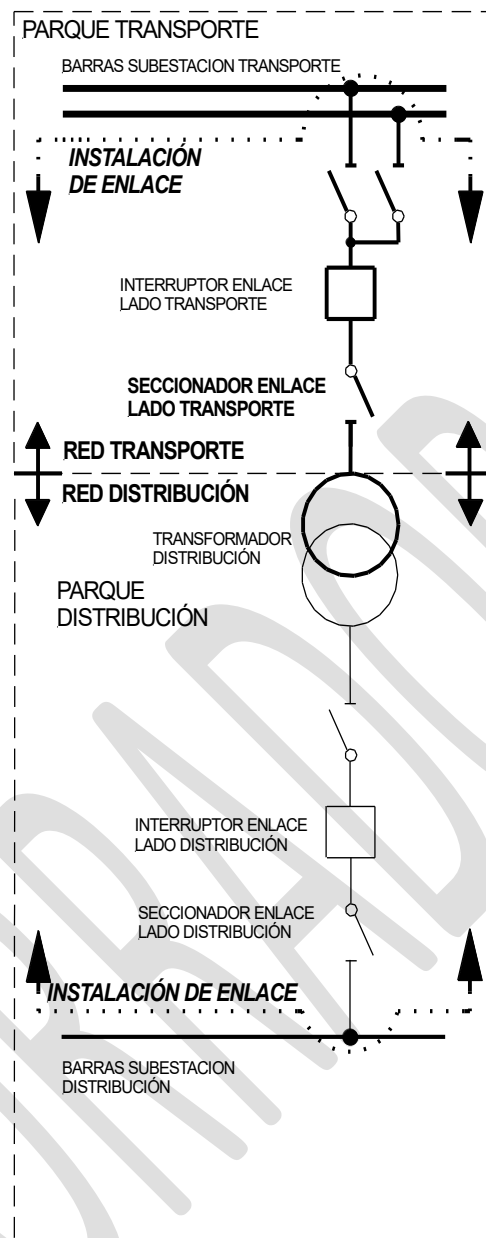 PARQUE TRANSPORTE
BARRAS SUBESTACION TRANSPORTE
INSTALACIÓN
DE ENLACE
INTERRUPTOR ENLACE
LADO TRANSPORTE
SECCIONADOR ENLACE
LADO TRANSPORTE
RED TRANSPORTE
RED DISTRIBUCIÓN
TRANSFORMADOR
DISTRIBUCIÓN
PARQUE
DISTRIBUCIÓN
INTERRUPTOR ENLACE
LADO DISTRIBUCIÓN
SECCIONADOR ENLACE
LADO DISTRIBUCIÓN
INSTALACIÓN DE ENLACE
BARRAS SUBESTACION
DISTRIBUCIÓN